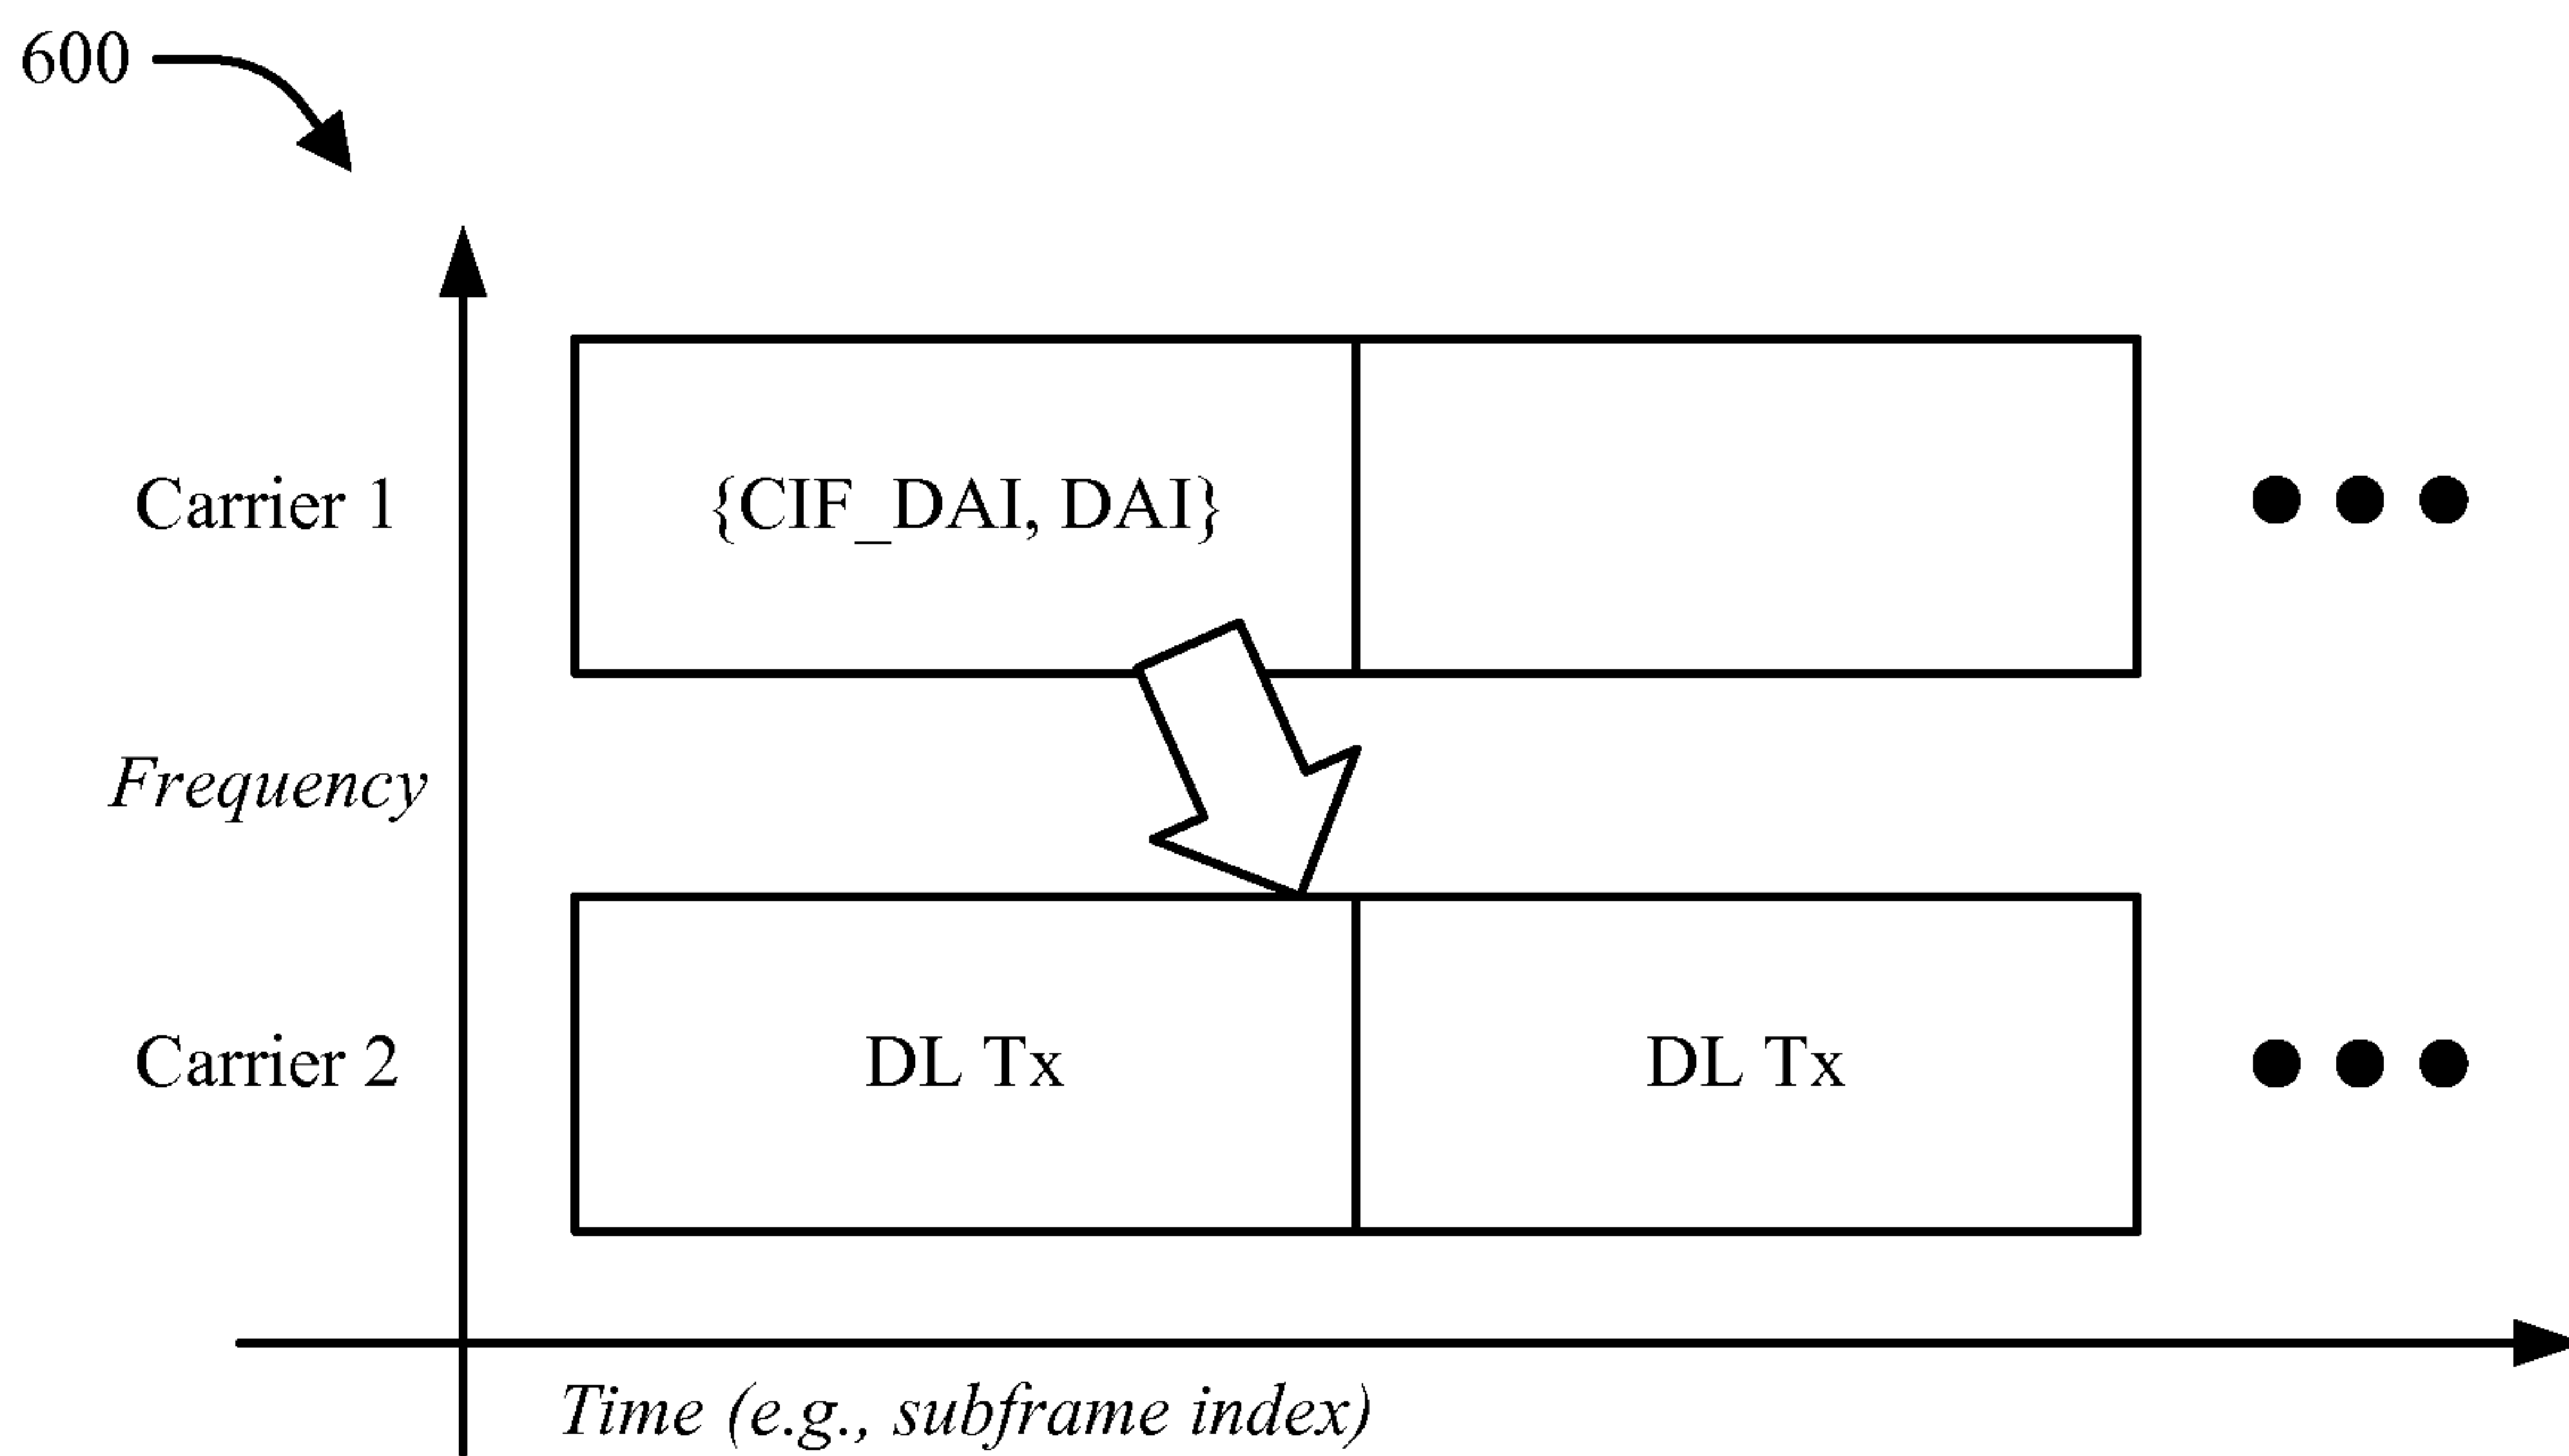 600
Carrier 1
{CIF_DAI, DAI}
Frequency
Carrier 2
DL Tx
DL Tx
Time (e.g., subframe index)